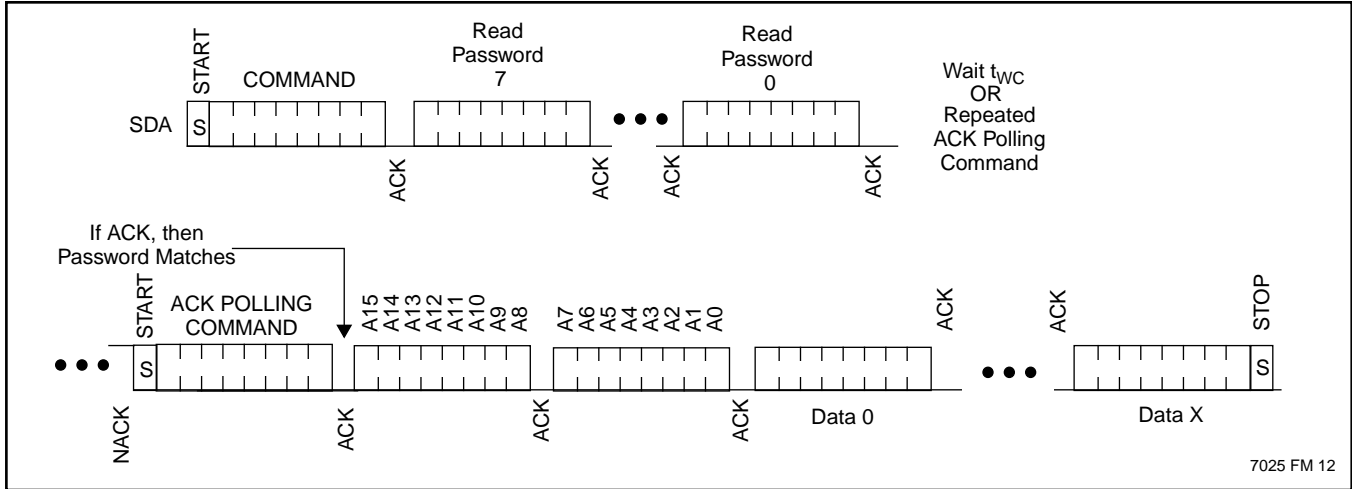 START
COMMAND
Read
Password
7
Read
Password
0
Wait tWC
OR
Repeated
ACK Polling
Command
SDA
S
ACK
ACK
ACK
ACK
If ACK, then
Password Matches
START
ACK POLLING
COMMAND
A15
A14
A13
A12
A11
A10
A9
A8
A7
A6
A5
A4
A3
A2
A1
A0
ACK
ACK
STOP
S
S
NACK
ACK
ACK
ACK
Data 0
Data X
7025 FM 12